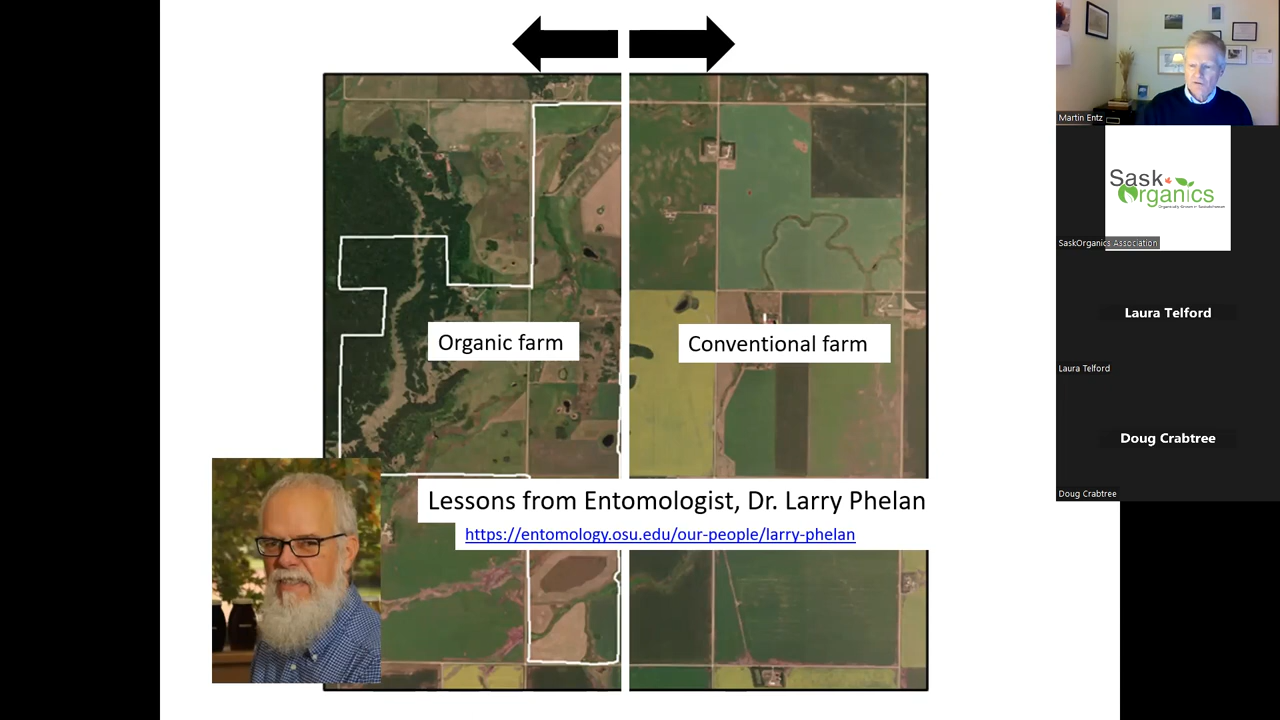 Organic farm
Conventional farm
Lessons from Entomologist, Dr. Larry Phelan
https://entomology.osu.edu/our-people/larry-phelan
Martin Entz
Sask
Organics
SaskOrganics Association
Laura Telford
Laura Telford
Doug Crabtree
Doug Crabtree